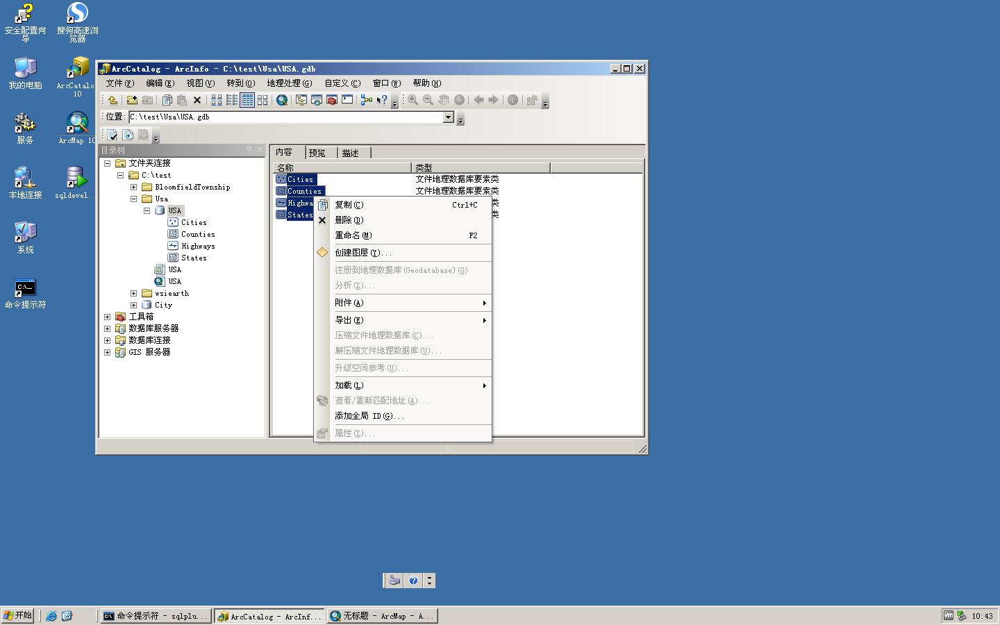 安全配置向
导
搜狗高速浏
览器
我的电脑
ArcCatalo
10
服务
ArcMap 10
本地连接
sqldevel..
系统
命令提示符
ArcCatalog - ArcInfo - C:\test\Usa\USA.gdb
文件(F) 编辑(E) 视图(V) 转到(O) 地理处理(G) 自定义(C) 窗口(W) 帮助(H)
位置: C:\test\Usa\USA.gdb
目录树
文件夹连接
C:\test
BloomfieldTownship
Usa
USA
Cities
Counties
Highways
States
USA
USA
wsiearth
City
工具箱
数据库服务器
数据库连接
GIS 服务器
内容 预览 描述
名称 类型
Cities 文件地理数据库要素类
Counties 文件地理数据库要素类
Highwa 类
States 类
复制(C) Ctrl+C
删除(D)
重命名(M) F2
创建图层(Y)...
注册到地理数据库(Geodatabase)(G)
分析(Z)...
附件(A)
导出(E)
压缩文件地理数据库(C)...
解压缩文件地理数据库(U)...
升级空间参考(U)...
加载(L)
查看/重新匹配地址(A)...
添加全局 ID(G)...
属性(I)...
开始
C:\ 命令提示符 - sqlplu...
ArcCatalog - ArcInf...
无标题 - ArcMap - A...
vm
10:43